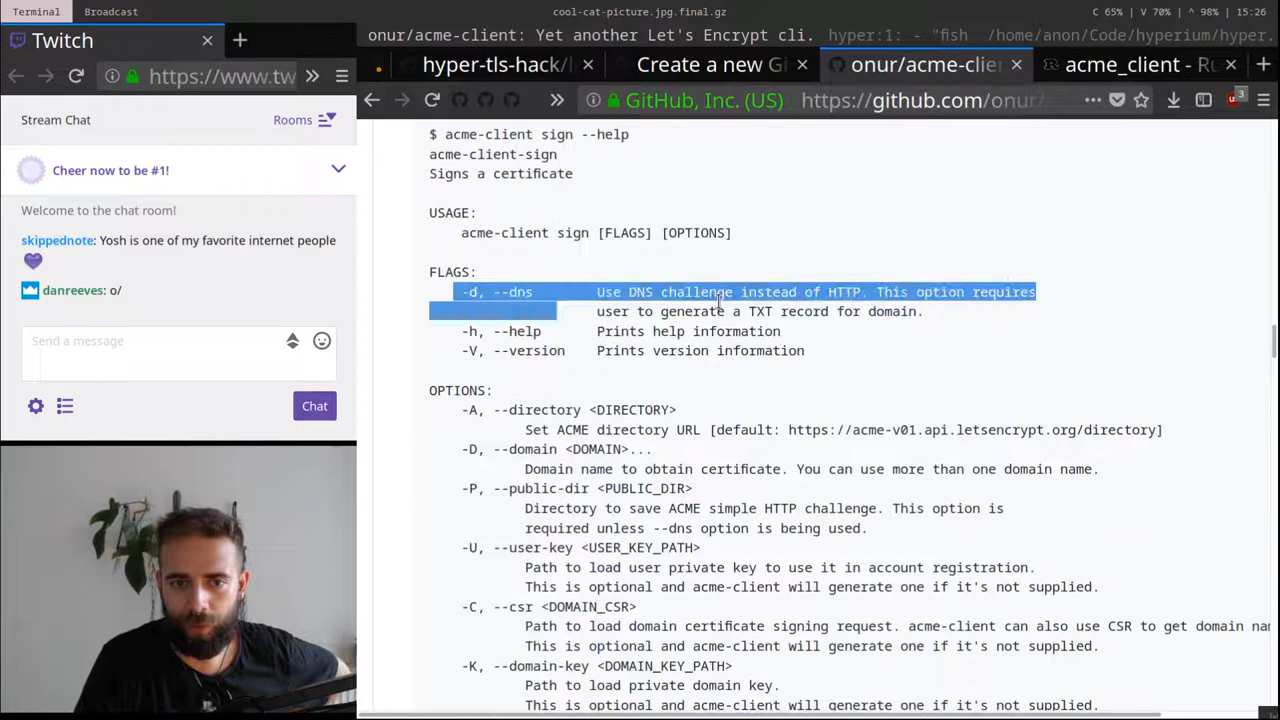 Terminal Broadcast cool-cat-picture.jpg.final.gz C 65% | V 70% | ^ 98% | 15:26
Twitch
https://www.tw
Stream Chat Rooms
Cheer now to be #1!
Welcome to the chat room!
skippednote: Yosh is one of my favorite internet people
danreeves: o/
Send a message
Chat
onur/acme-client: Yet another Let's Encrypt cli. hyper:1: - "fish /home/anon/Code/hyperium/hyper.
hyper-tls-hack/ Create a new Gi onur/acme-clie acme_client - Ru
GitHub, Inc. (US) https://github.com/onur/ 3
$ acme-client sign --help
acme-client-sign
Signs a certificate
USAGE:
acme-client sign [FLAGS] [OPTIONS]
FLAGS:
-d, --dns Use DNS challenge instead of HTTP. This option requires
user to generate a TXT record for domain.
-h, --help Prints help information
-V, --version Prints version information
OPTIONS:
-A, --directory <DIRECTORY>
Set ACME directory URL [default: https://acme-v01.api.letsencrypt.org/directory]
-D, --domain <DOMAIN>...
Domain name to obtain certificate. You can use more than one domain name.
-P, --public-dir <PUBLIC_DIR>
Directory to save ACME simple HTTP challenge. This option is
required unless --dns option is being used.
-U, --user-key <USER_KEY_PATH>
Path to load user private key to use it in account registration.
This is optional and acme-client will generate one if it's not supplied.
-C, --csr <DOMAIN_CSR>
Path to load domain certificate signing request. acme-client can also use CSR to get domain nam
This is optional and acme-client will generate one if it's not supplied.
-K, --domain-key <DOMAIN_KEY_PATH>
Path to load private domain key.
This is optional and acme-client will generate one if it's not supplied.